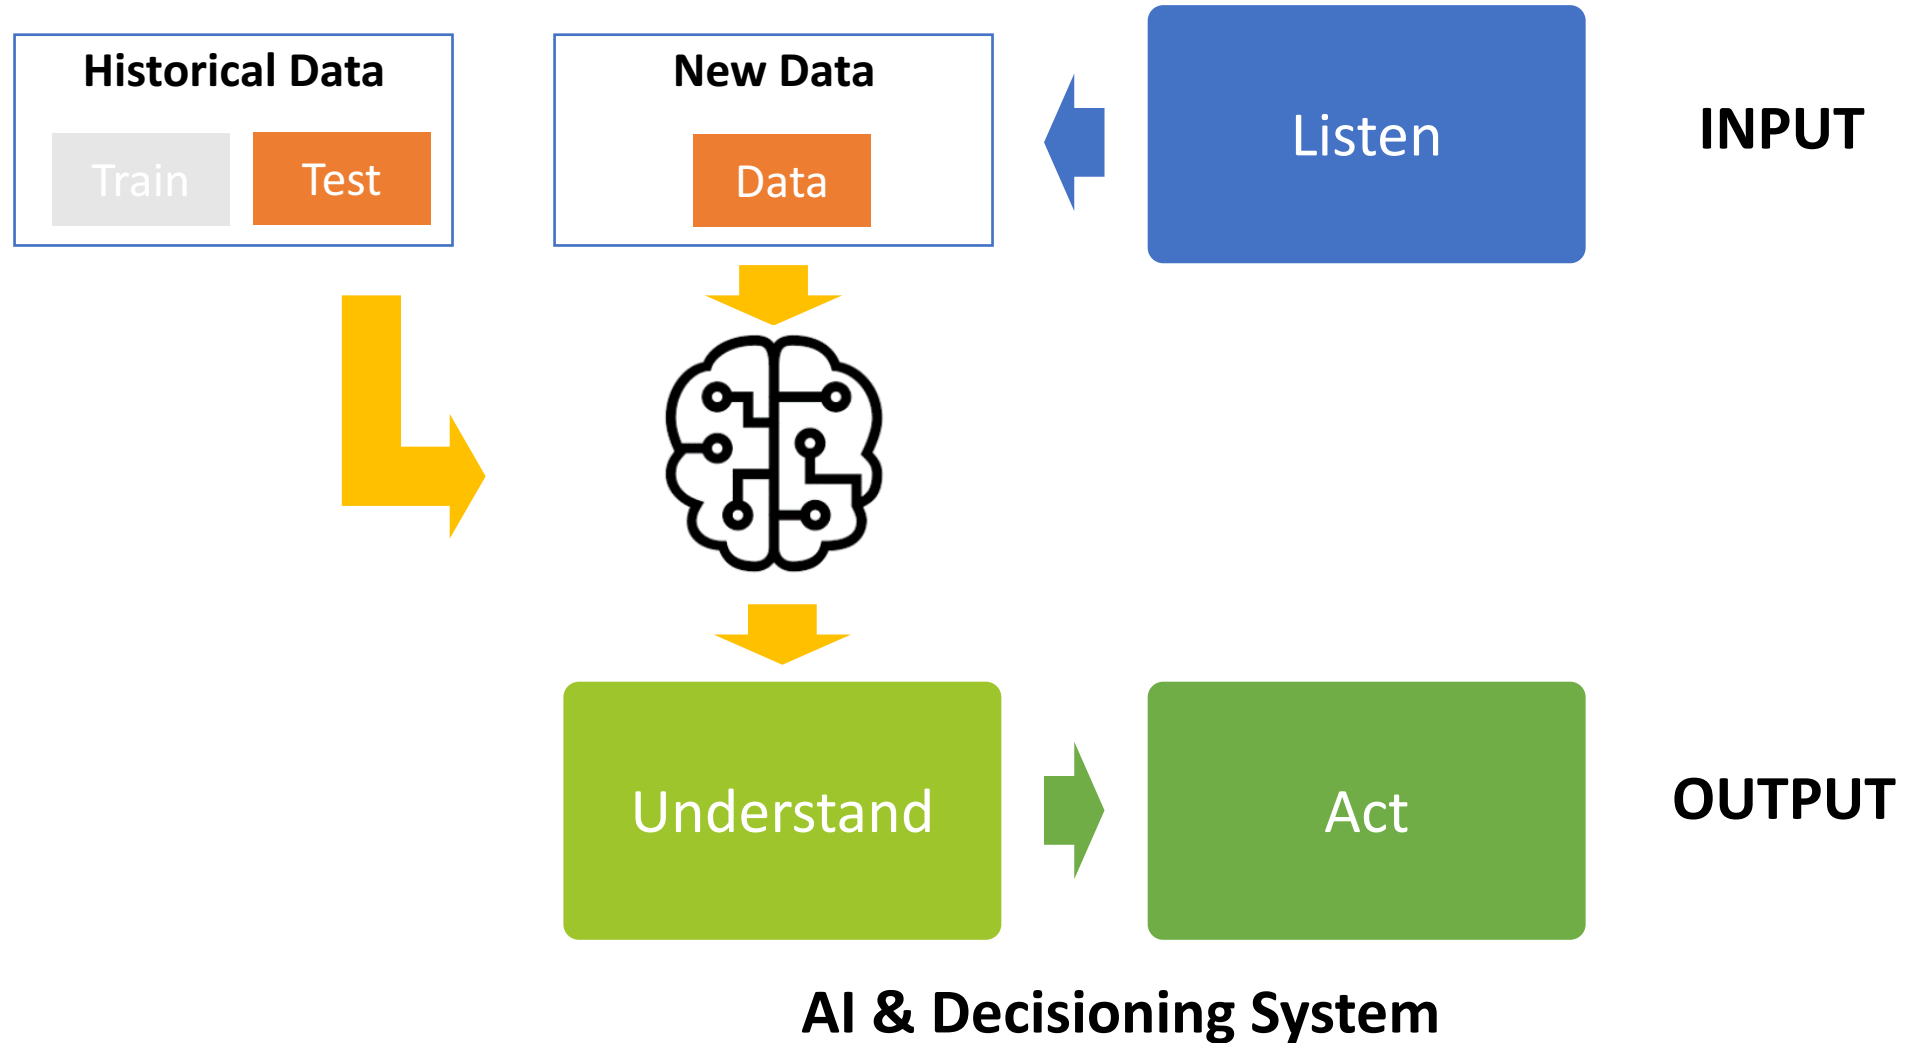 Historical Data
Train
Test
New Data
Data
Listen
INPUT
Understand
Act
OUTPUT
AI & Decisioning System